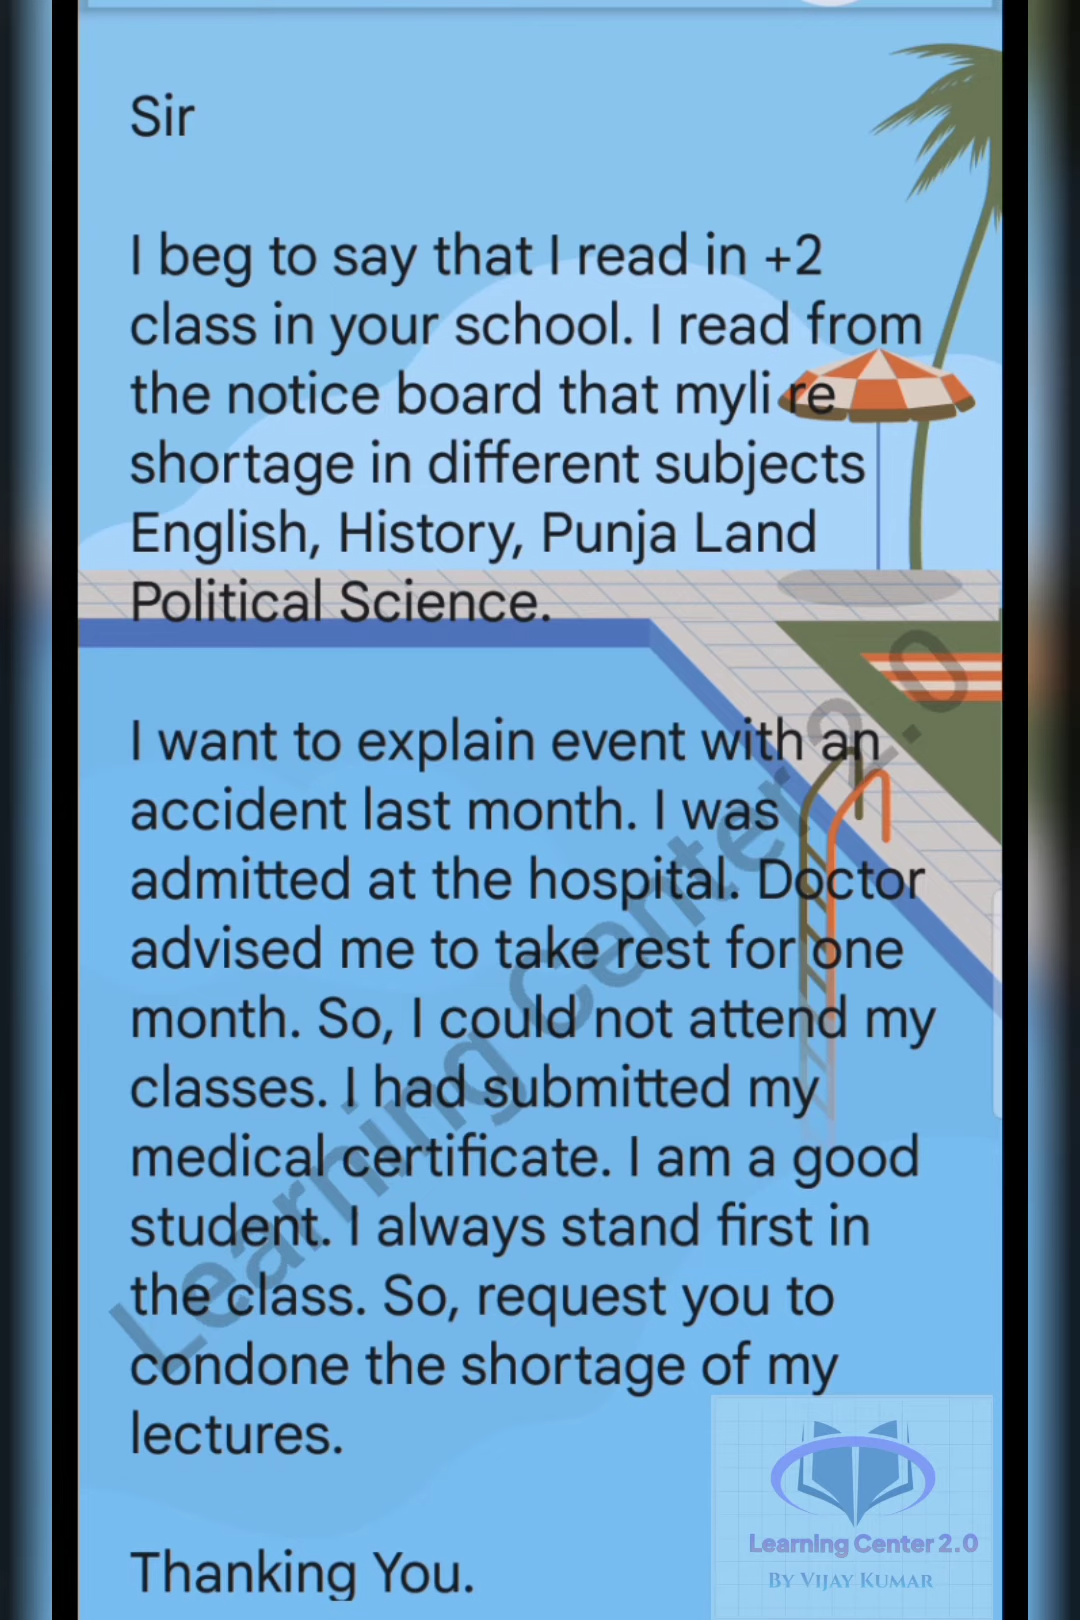 Sir
I beg to say that I read in +2
class in your school. I read from
the notice board that myli re
shortage in different subjects
English, History, Punja Land
Political Science.
I want to explain event with an
accident last month. I was
admitted at the hospital. Doctor
advised me to take rest for one
month. So, I could not attend my
classes. I had submitted my
medical certificate. I am a good
student. I always stand first in
the class. So, request you to
condone the shortage of my
lectures.
Thanking You.
Learning Center 2.0
Learning Center 2.0
BY VIJAY KUMAR